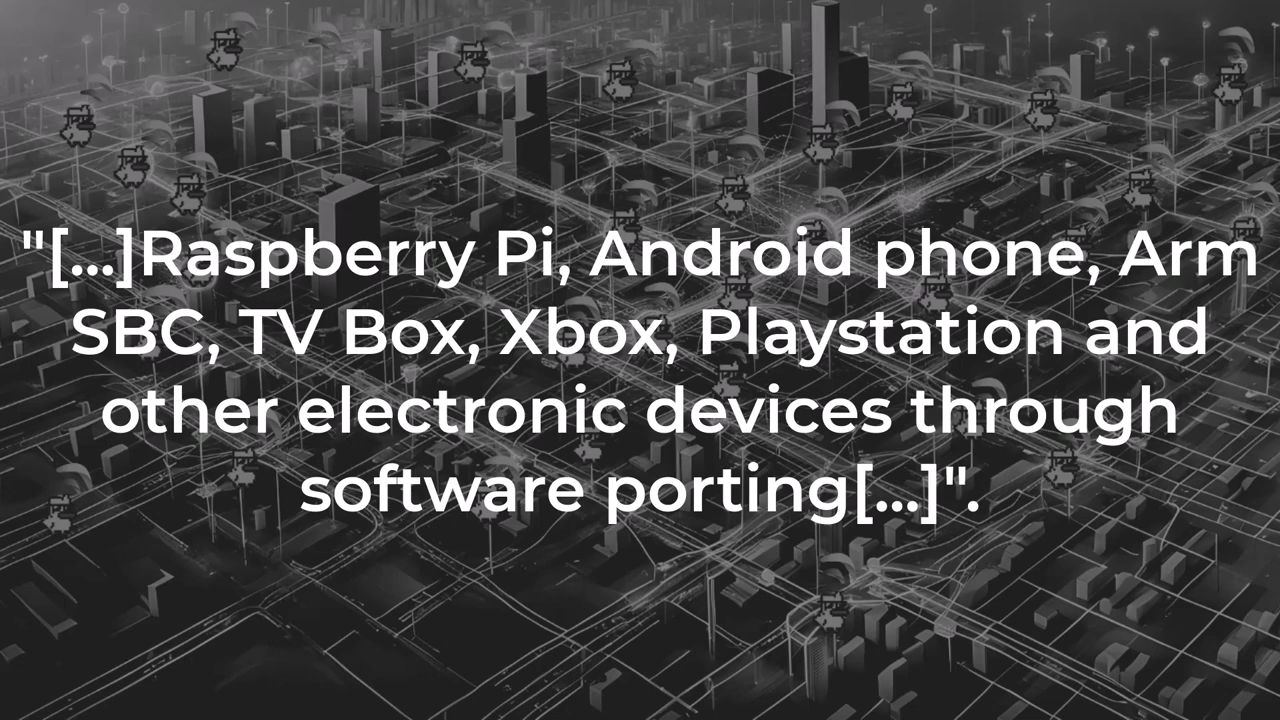 "[...]Raspberry Pi, Android phone, Arm
SBC, TV Box, Xbox, Playstation and
other electronic devices through
software porting[...]".